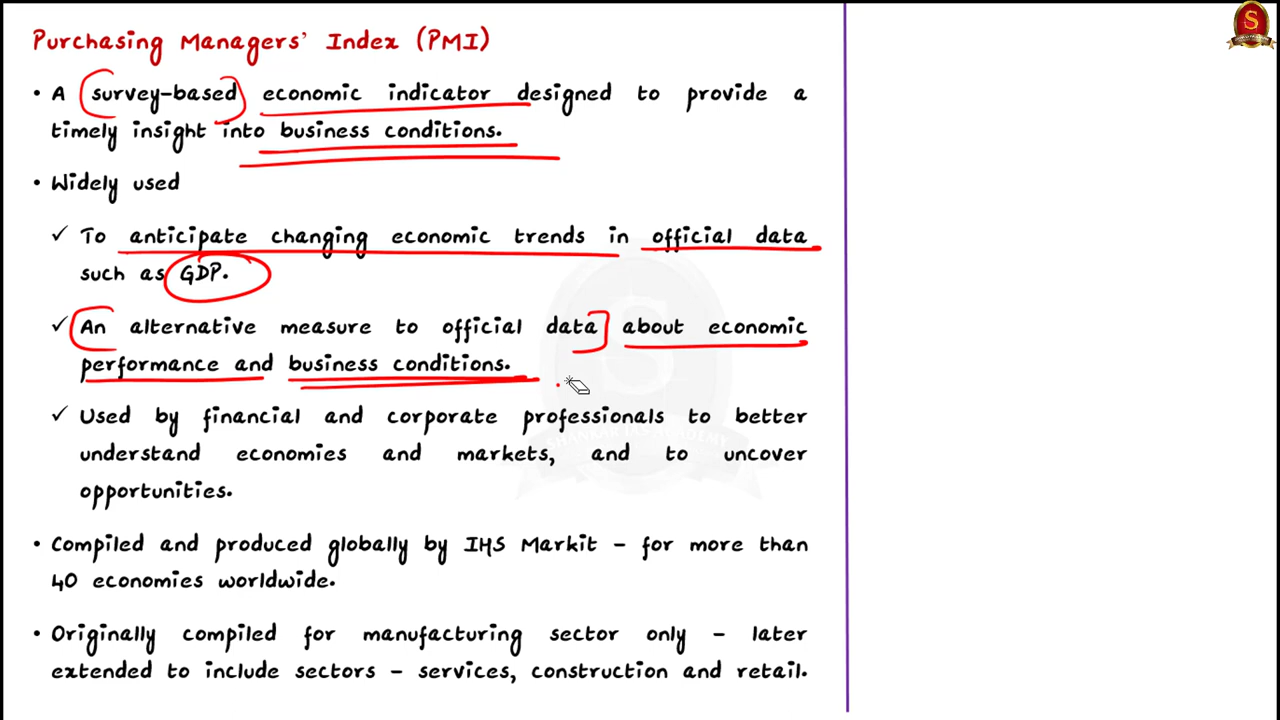 Purchasing Managers' Index (PMI)
• A survey-based economic indicator designed to provide a
timely insight into business conditions.
• Widely used
✓ To anticipate changing economic trends in official data
such as GDP.
✓ An alternative measure to official data about economic
performance and business conditions.
✓ Used by financial and corporate professionals to better
understand economies and markets, and to uncover
opportunities.
• Compiled and produced globally by IHS Markit – for more than
40 economies worldwide.
• Originally compiled for manufacturing sector only – later
extended to include sectors – services, construction and retail.
S